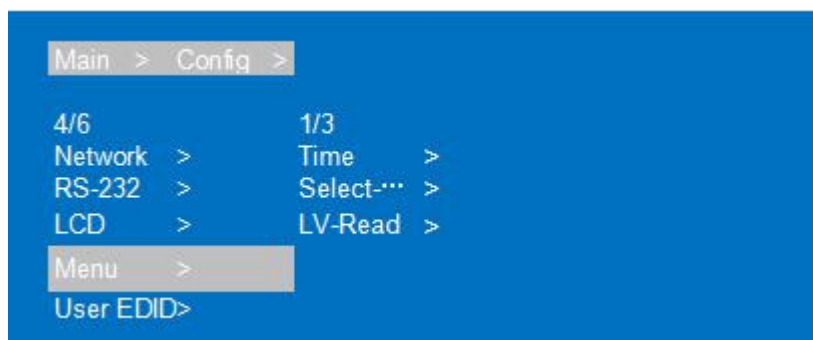 Main > Config >
4/6 1/3
Network > Time >
RS-232 > Select-··· >
LCD > LV-Read >
Menu >
User EDID>